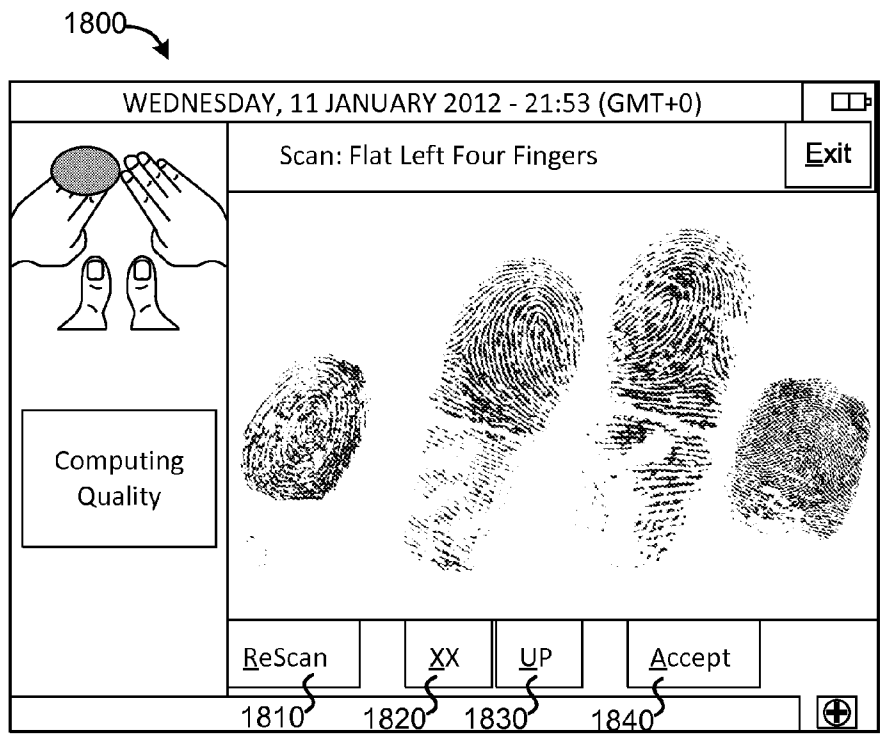 1800
WEDNESDAY, 11 JANUARY 2012 - 21:53 (GMT+0)
Scan: Flat Left Four Fingers
Exit
Computing
Quality
ReScan
XX
UP
Accept
1810
1820
1830
1840